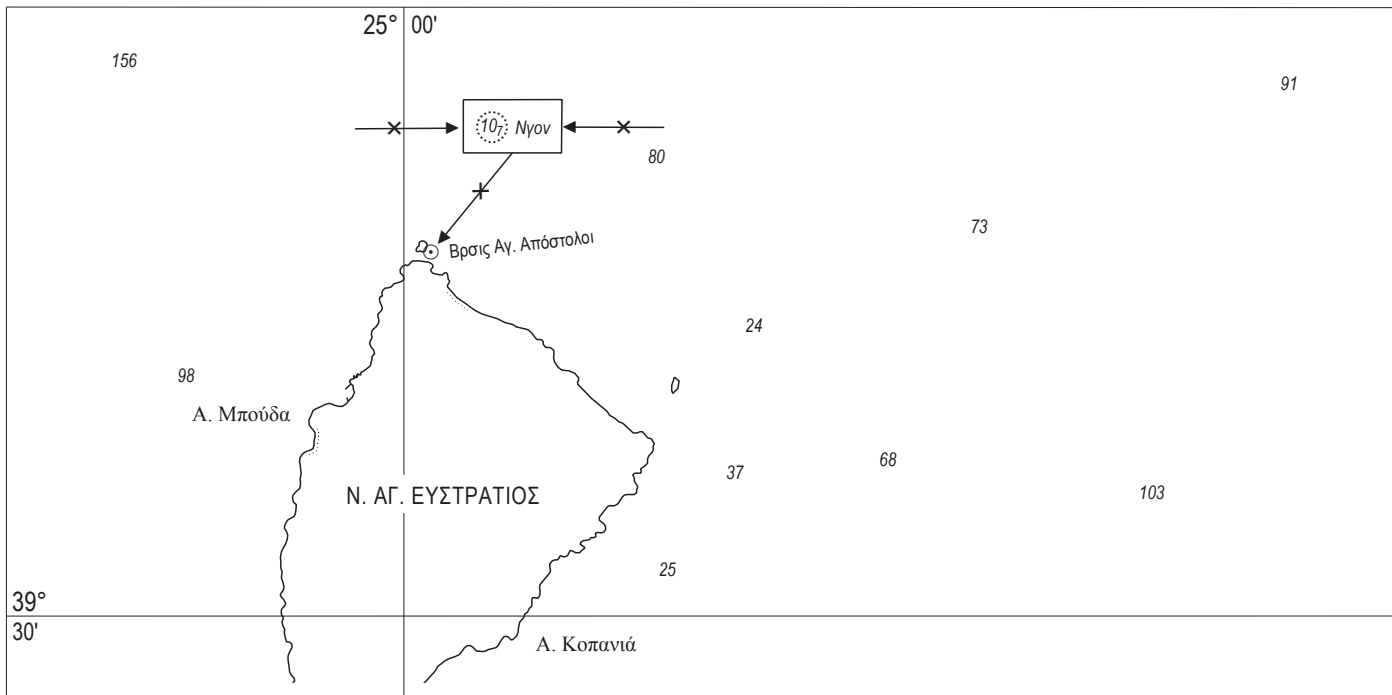 25° 00'
156
91
10₇ Νγον
80
73
Βρσις Αγ. Απόστολοι
24
98
Α. Μπούδα
37
68
Ν. ΑΓ. ΕΥΣΤΡΑΤΙΟΣ
103
25
39°
30'
Α. Κοπανιά